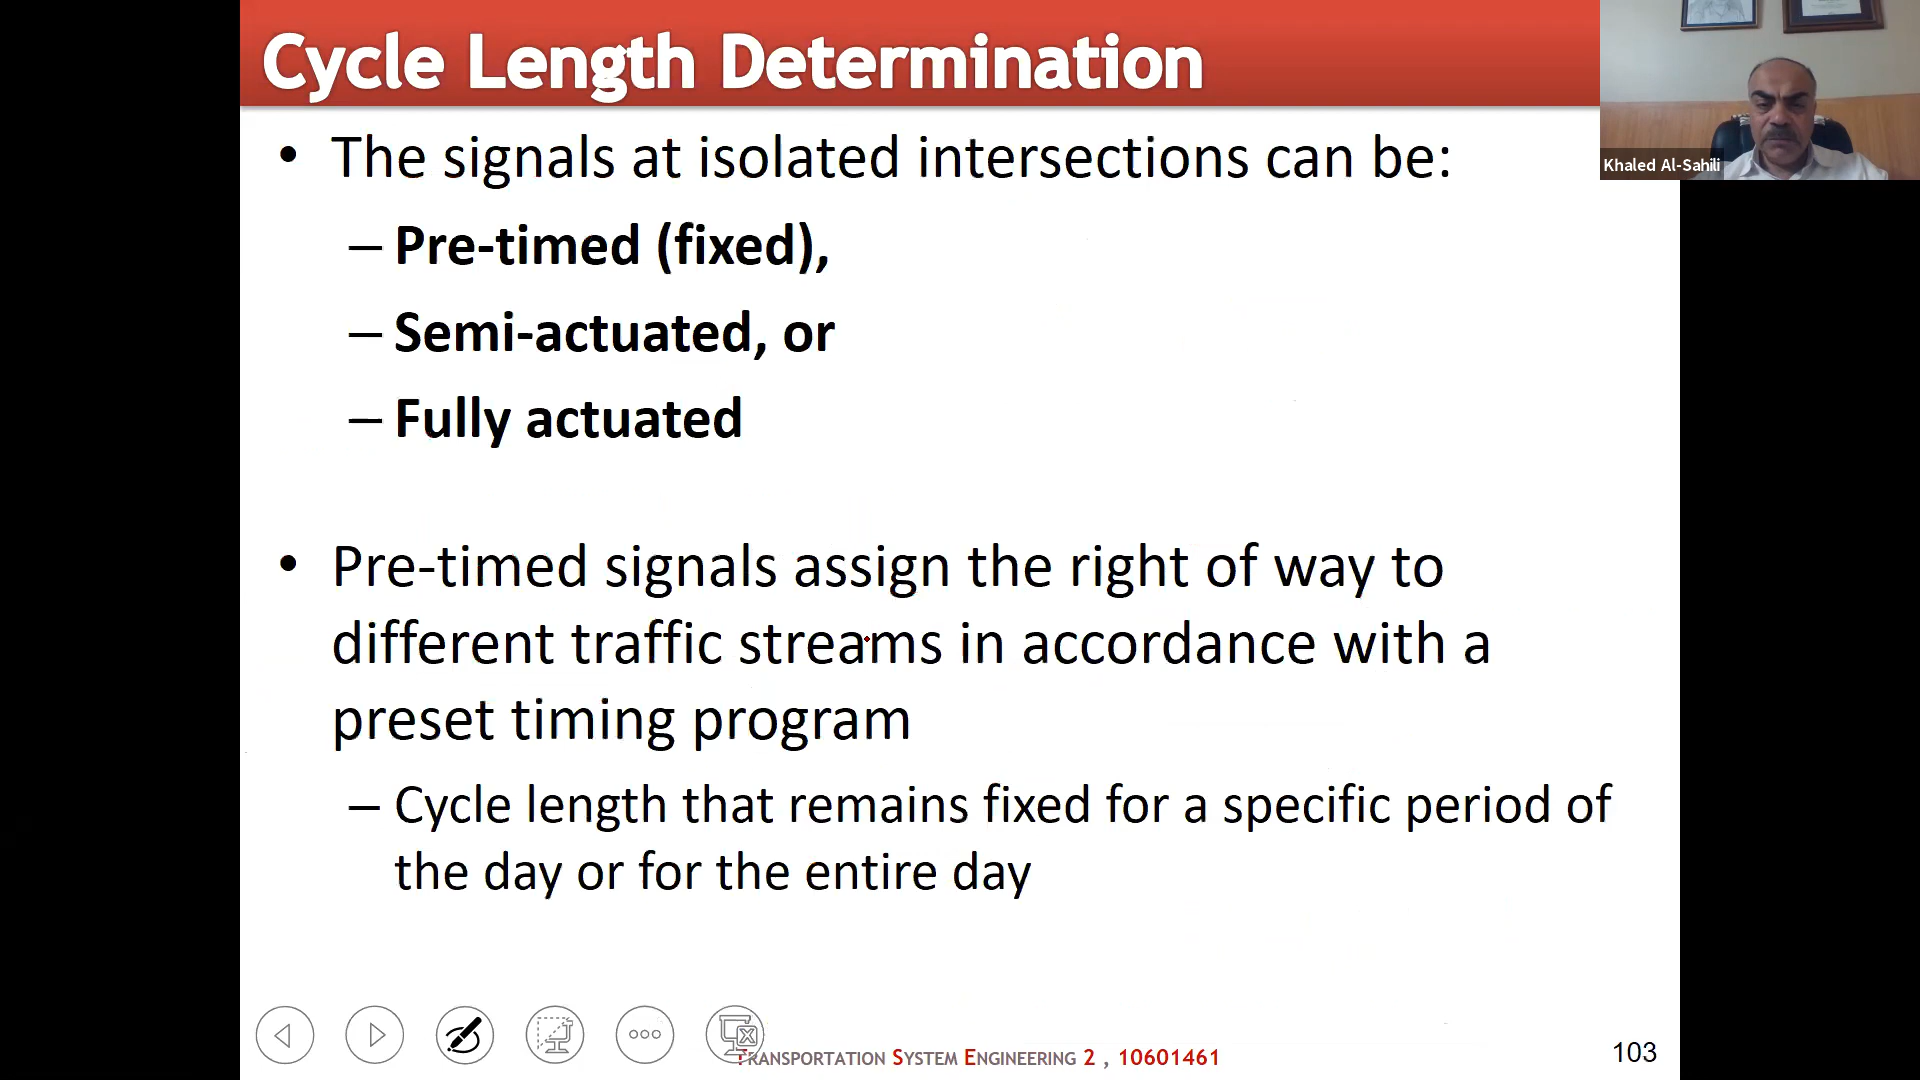 Cycle Length Determination
Khaled Al-Sahili
• The signals at isolated intersections can be:
– Pre-timed (fixed),
– Semi-actuated, or
– Fully actuated
• Pre-timed signals assign the right of way to
different traffic streams in accordance with a
preset timing program
– Cycle length that remains fixed for a specific period of
the day or for the entire day
TRANSPORTATION SYSTEM ENGINEERING 2 , 10601461
103